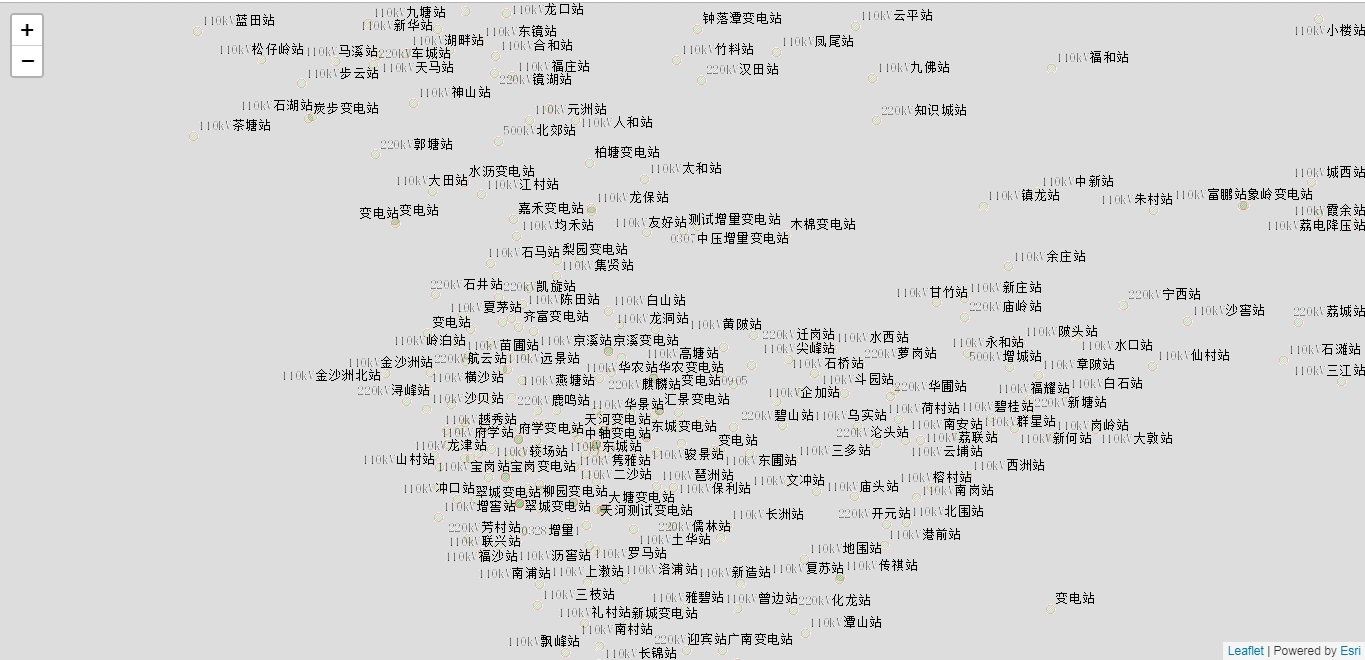 +
−
110kV蓝田站
110kV九塘站
110kV龙口站
110kV新华站
钟落潭变电站
110kV云平站
110kV东镜站
110kV小楼站
110kV湖畔站
110kV合和站
110kV凤尾站
110kV松仔岭站
110kV马溪站
220kV车城站
110kV竹料站
110kV福和站
110kV天马站
110kV福庄站
220kV汉田站
110kV九佛站
110kV步云站
220kV镜湖站
110kV神山站
110kV石湖站
炭步变电站
110kV元洲站
220kV知识城站
110kV茶塘站
500kV北郊站
110kV人和站
220kV郭塘站
柏塘变电站
110kV太和站
水沥变电站
110kV城西站
110kV大田站
110kV江村站
110kV中新站
110kV龙保站
110kV镇龙站
110kV朱村站
110kV富鹏站
象岭变电站
变电站
变电站
嘉禾变电站
110kV霞余站
110kV均禾站
110kV友好站
测试增量变电站
木棉变电站
110kV荔电降压站
0307中压增量变电站
110kV石马站
梨园变电站
110kV余庄站
110kV集贤站
220kV石井站
220kV凯旋站
110kV甘竹站
110kV新庄站
220kV宁西站
110kV夏茅站
110kV陈田站
110kV白山站
220kV庙岭站
110kV沙窖站
220kV荔城站
变电站
齐富变电站
110kV龙洞站
110kV黄陂站
110kV岭泊站
110kV苗圃站
110kV京溪站
京溪变电站
220kV迁岗站
110kV水西站
110kV陂头站
110kV永和站
110kV水口站
110kV金沙洲站
220kV航云站
110kV远景站
110kV高塘站
110kV尖峰站
220kV萝岗站
500kV增城站
110kV仙村站
110kV石滩站
110kV金沙洲北站
110kV横沙站
110kV燕塘站
110kV华农站
华农变电站
110kV石桥站
110kV章陂站
110kV三江站
220kV浔峰站
220kV麒麟站
变电站0905
110kV斗园站
220kV华圃站
110kV福耀站
110kV白石站
110kV沙贝站
220kV鹿鸣站
110kV华景站
汇景变电站
110kV企加站
110kV荷村站
110kV碧桂站
220kV新塘站
110kV越秀站
天河变电站
220kV碧山站
110kV乌实站
110kV南安站
110kV群星站
110kV岗岭站
110kV府学站
府学变电站
中轴变电站
东城变电站
220kV沱头站
110kV荔联站
110kV新何站
110kV大敦站
110kV龙津站
110kV较场站
110kV东城站
变电站
110kV骏景站
110kV三多站
110kV云埔站
110kV山村站
110kV宝岗站
宝岗变电站
110kV隽雅站
110kV东圃站
110kV西洲站
110kV二沙站
110kV琶洲站
110kV文冲站
110kV榕村站
110kV冲口站
翠城变电站
柳园变电站
大塘变电站
110kV保利站
110kV庙头站
110kV南岗站
110kV增窖站
翠城变电站
天河测试变电站
110kV长洲站
220kV开元站
110kV北围站
220kV芳村站
0328增量1
220kV儒林站
110kV联兴站
110kV土华站
110kV港前站
110kV福沙站
110kV沥窖站
110kV罗马站
110kV地围站
110kV南浦站
110kV上漖站
110kV洛浦站
110kV新造站
110kV夏苏站
110kV传祺站
110kV三枝站
110kV雅碧站
110kV曾边站
220kV化龙站
变电站
110kV礼村站
新城变电站
110kV南村站
110kV潭山站
110kV飘峰站
220kV迎宾站
广南变电站
110kV长锦站
Leaflet | Powered by Esri